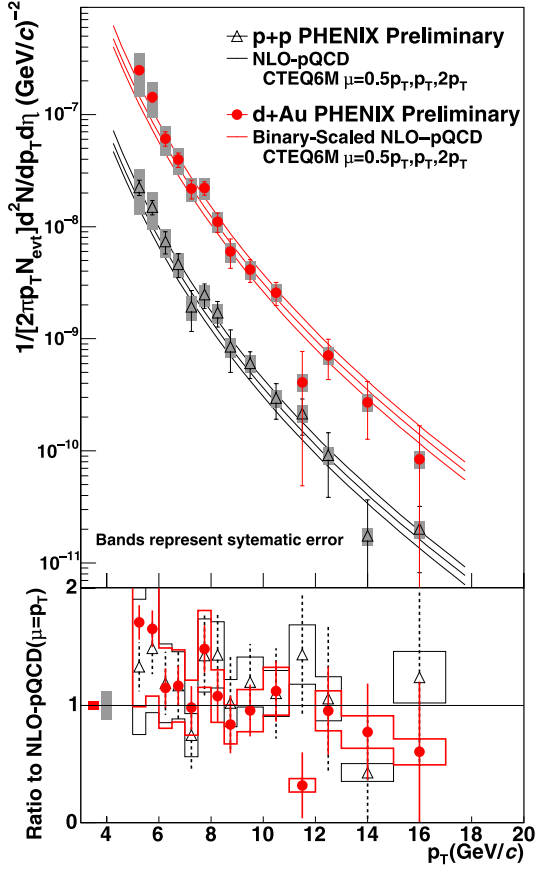 1/[2πp_T N_evt]d²N/dp_T dη (GeV/c)⁻²
10⁻⁷
10⁻⁸
10⁻⁹
10⁻¹⁰
10⁻¹¹
p+p PHENIX Preliminary
NLO-pQCD
CTEQ6M μ=0.5p_T,p_T,2p_T
d+Au PHENIX Preliminary
Binary-Scaled NLO–pQCD
CTEQ6M μ=0.5p_T,p_T,2p_T
Bands represent sytematic error
Ratio to NLO-pQCD(μ=p_T)
2
1
0
4 6 8 10 12 14 16 18 20
p_T(GeV/c)